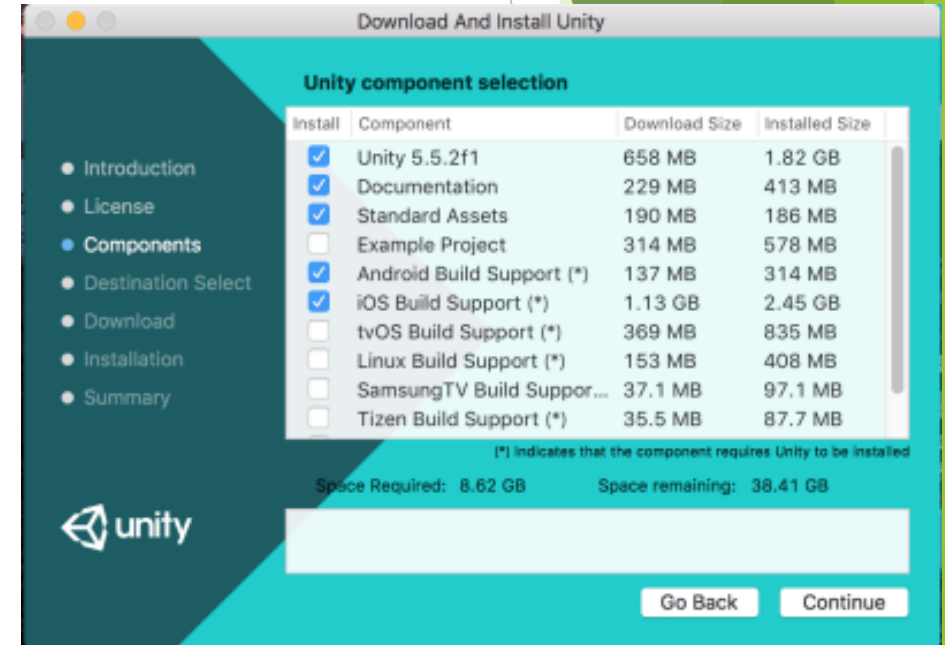 Download And Install Unity
Unity component selection
Install Component Download Size Installed Size
Unity 5.5.2f1 658 MB 1.82 GB
Documentation 229 MB 413 MB
Standard Assets 190 MB 186 MB
Example Project 314 MB 578 MB
Android Build Support (*) 137 MB 314 MB
iOS Build Support (*) 1.13 GB 2.45 GB
tvOS Build Support (*) 369 MB 835 MB
Linux Build Support (*) 153 MB 408 MB
SamsungTV Build Suppor... 37.1 MB 97.1 MB
Tizen Build Support (*) 35.5 MB 87.7 MB
(*) Indicates that the component requires Unity to be installed
Space Required: 8.62 GB Space remaining: 38.41 GB
Introduction
License
Components
Destination Select
Download
Installation
Summary
unity
Go Back Continue